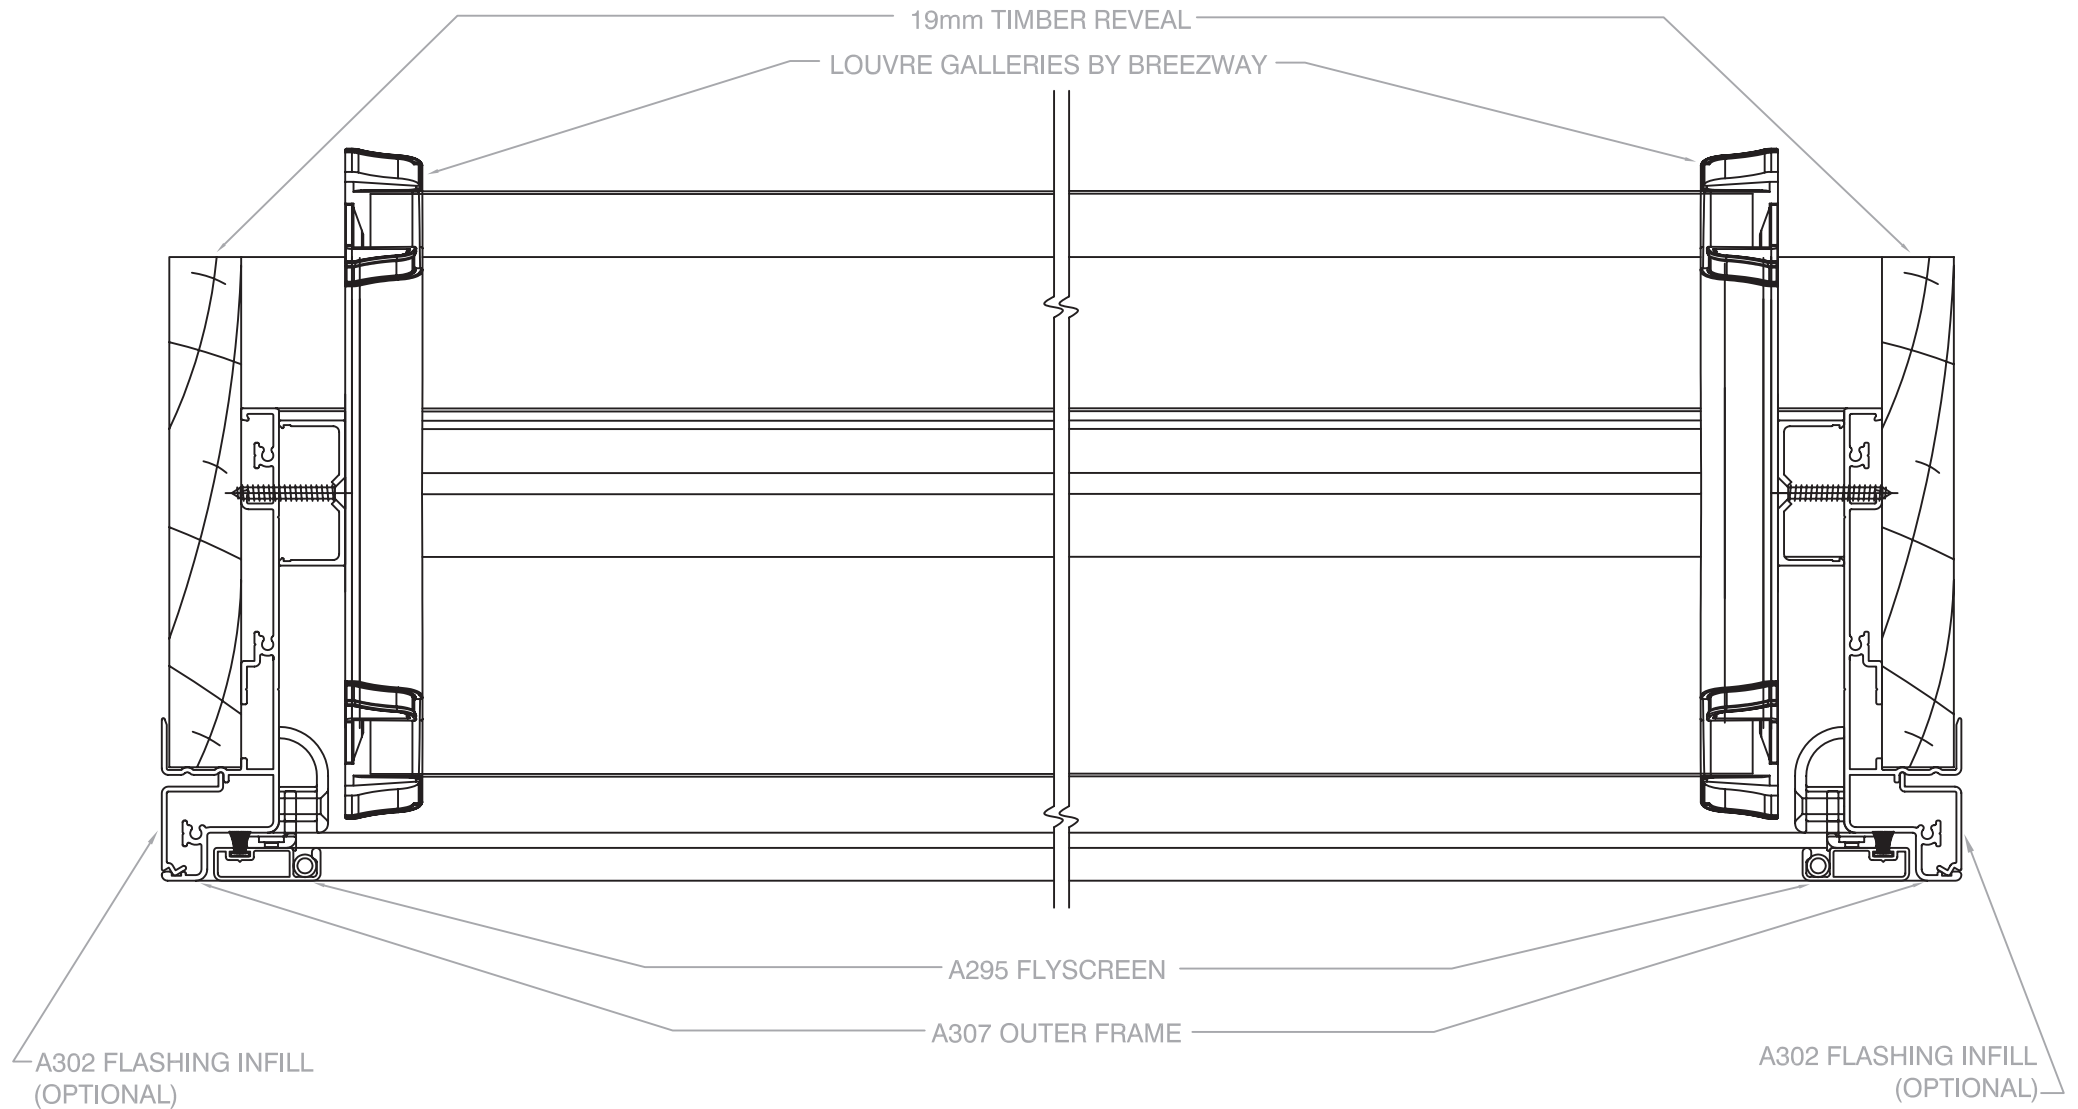 19mm TIMBER REVEAL
LOUVRE GALLERIES BY BREEZWAY
A295 FLYSCREEN
A307 OUTER FRAME
A302 FLASHING INFILL
(OPTIONAL)
A302 FLASHING INFILL
(OPTIONAL)